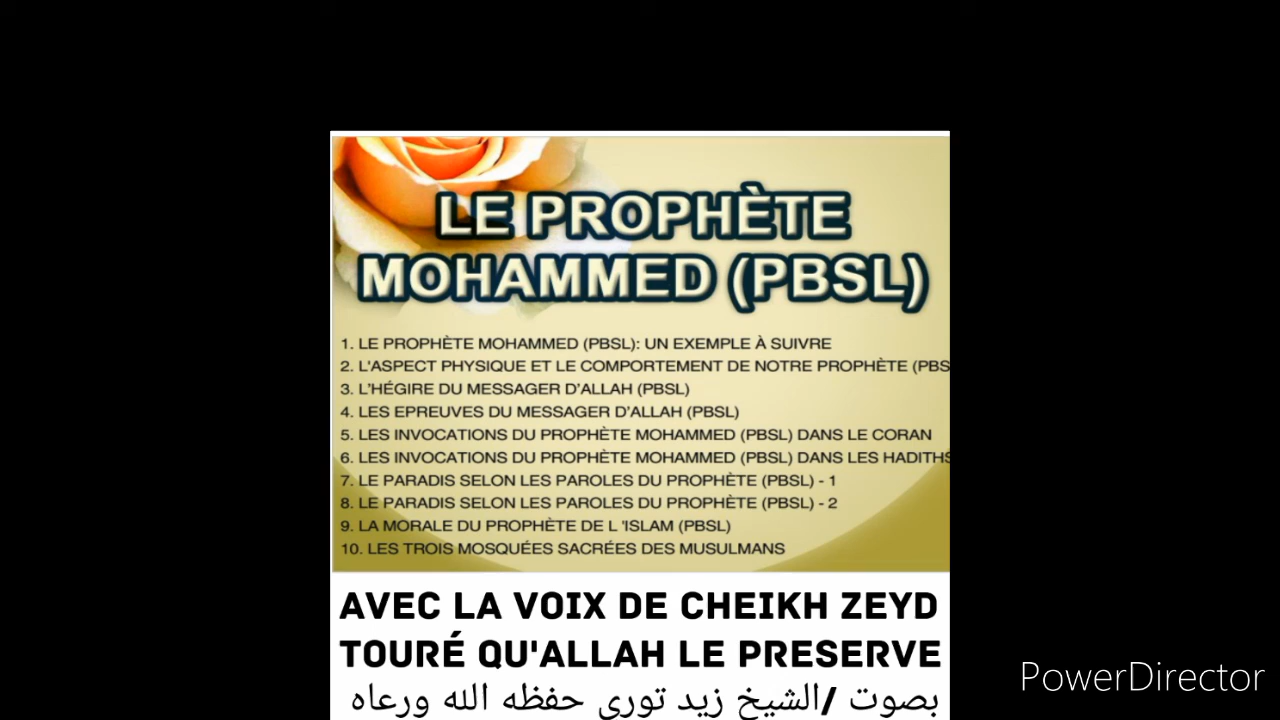 LE PROPHÈTE
MOHAMMED (PBSL)
1. LE PROPHÈTE MOHAMMED (PBSL): UN EXEMPLE À SUIVRE
2. L'ASPECT PHYSIQUE ET LE COMPORTEMENT DE NOTRE PROPHÈTE (PBS
3. L'HÉGIRE DU MESSAGER D'ALLAH (PBSL)
4. LES EPREUVES DU MESSAGER D'ALLAH (PBSL)
5. LES INVOCATIONS DU PROPHÈTE MOHAMMED (PBSL) DANS LE CORAN
6. LES INVOCATIONS DU PROPHÈTE MOHAMMED (PBSL) DANS LES HADITHS
7. LE PARADIS SELON LES PAROLES DU PROPHÈTE (PBSL) - 1
8. LE PARADIS SELON LES PAROLES DU PROPHÈTE (PBSL) - 2
9. LA MORALE DU PROPHÈTE DE L 'ISLAM (PBSL)
10. LES TROIS MOSQUÉES SACRÉES DES MUSULMANS
AVEC LA VOIX DE CHEIKH ZEYD
TOURÉ QU'ALLAH LE PRESERVE
بصوت /الشيخ زيد تورى حفظه الله ورعاه
PowerDirector